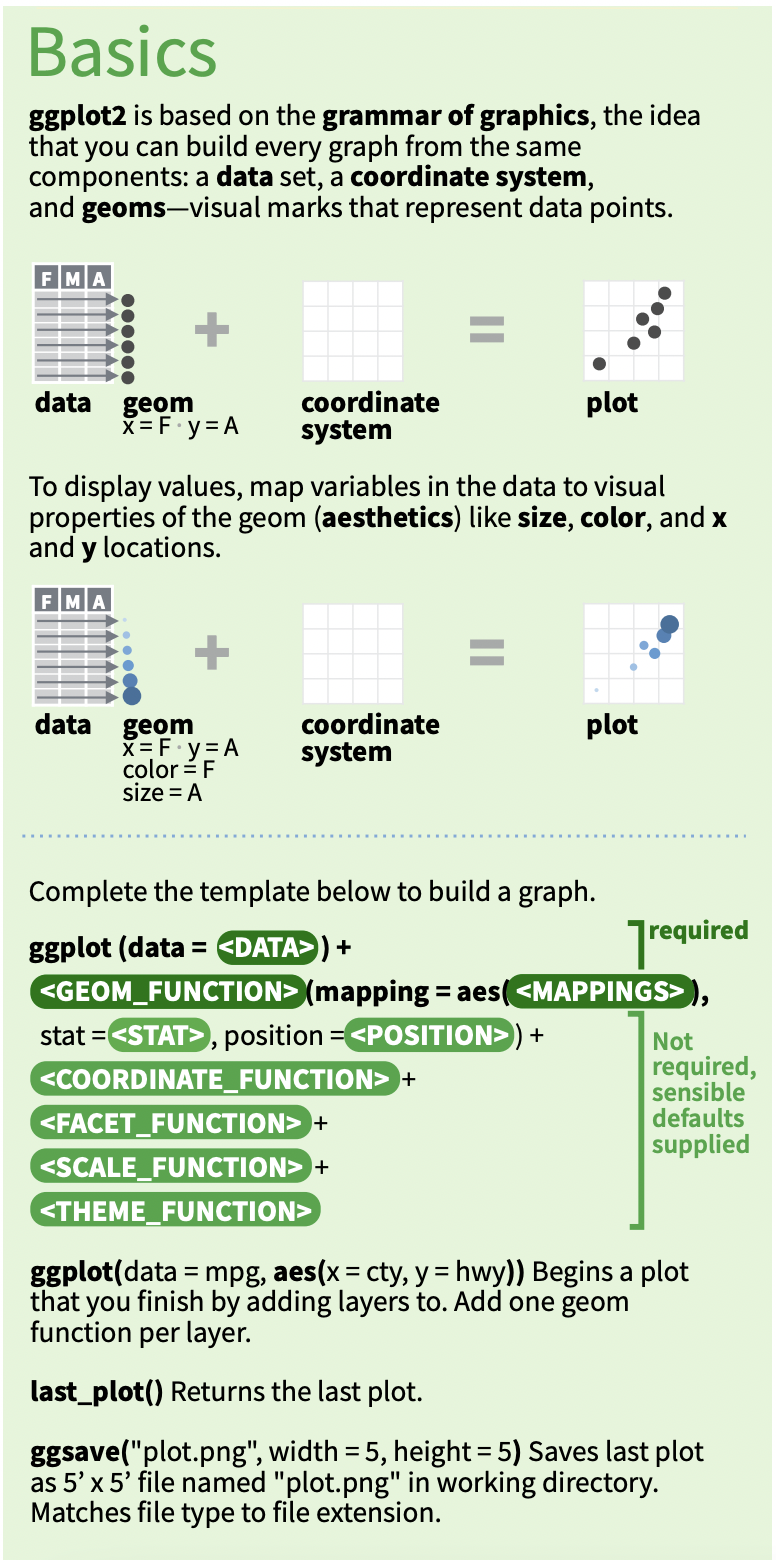 Basics
ggplot2 is based on the grammar of graphics, the idea
that you can build every graph from the same
components: a data set, a coordinate system,
and geoms—visual marks that represent data points.
F M A
data
geom
x = F · y = A
+
coordinate
system
=
plot
To display values, map variables in the data to visual
properties of the geom (aesthetics) like size, color, and x
and y locations.
F M A
data
geom
x = F · y = A
color = F
size = A
+
coordinate
system
=
plot
Complete the template below to build a graph.
required
ggplot (data = <DATA>) +
<GEOM_FUNCTION>(mapping = aes(<MAPPINGS>),
stat = <STAT>, position = <POSITION>) +
<COORDINATE_FUNCTION> +
<FACET_FUNCTION> +
<SCALE_FUNCTION> +
<THEME_FUNCTION>
Not
required,
sensible
defaults
supplied
ggplot(data = mpg, aes(x = cty, y = hwy)) Begins a plot
that you finish by adding layers to. Add one geom
function per layer.
last_plot() Returns the last plot.
ggsave("plot.png", width = 5, height = 5) Saves last plot
as 5’ x 5’ file named "plot.png" in working directory.
Matches file type to file extension.